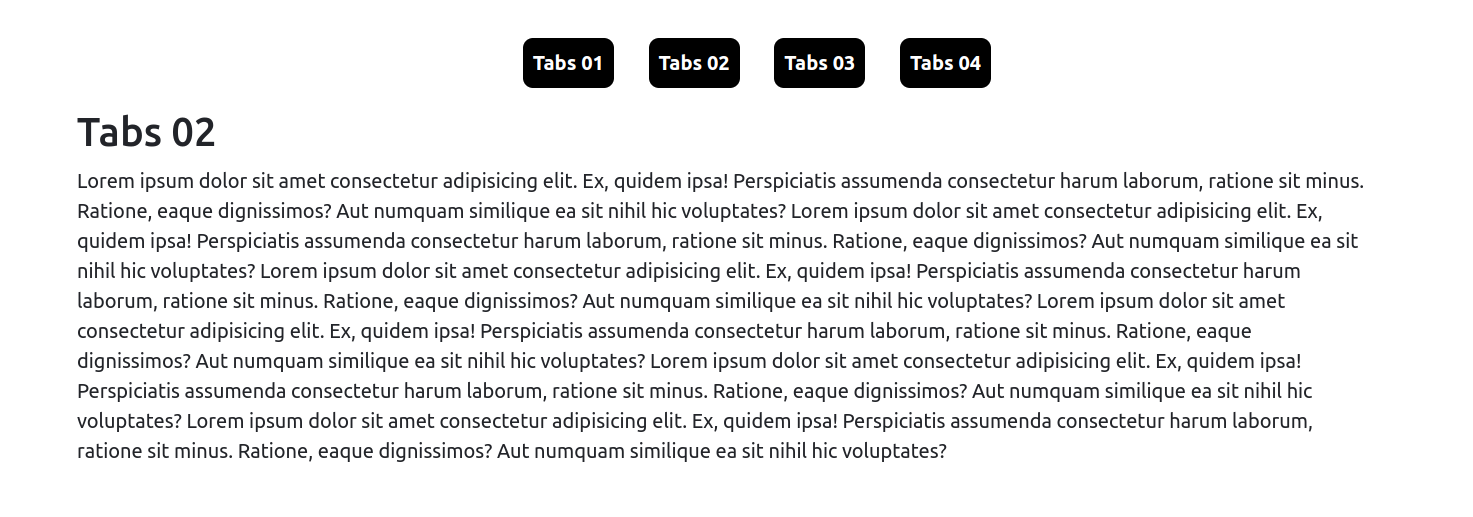 Tabs 01 Tabs 02 Tabs 03 Tabs 04
Tabs 02
Lorem ipsum dolor sit amet consectetur adipisicing elit. Ex, quidem ipsa! Perspiciatis assumenda consectetur harum laborum, ratione sit minus.
Ratione, eaque dignissimos? Aut numquam similique ea sit nihil hic voluptates? Lorem ipsum dolor sit amet consectetur adipisicing elit. Ex,
quidem ipsa! Perspiciatis assumenda consectetur harum laborum, ratione sit minus. Ratione, eaque dignissimos? Aut numquam similique ea sit
nihil hic voluptates? Lorem ipsum dolor sit amet consectetur adipisicing elit. Ex, quidem ipsa! Perspiciatis assumenda consectetur harum
laborum, ratione sit minus. Ratione, eaque dignissimos? Aut numquam similique ea sit nihil hic voluptates? Lorem ipsum dolor sit amet
consectetur adipisicing elit. Ex, quidem ipsa! Perspiciatis assumenda consectetur harum laborum, ratione sit minus. Ratione, eaque
dignissimos? Aut numquam similique ea sit nihil hic voluptates? Lorem ipsum dolor sit amet consectetur adipisicing elit. Ex, quidem ipsa!
Perspiciatis assumenda consectetur harum laborum, ratione sit minus. Ratione, eaque dignissimos? Aut numquam similique ea sit nihil hic
voluptates? Lorem ipsum dolor sit amet consectetur adipisicing elit. Ex, quidem ipsa! Perspiciatis assumenda consectetur harum laborum,
ratione sit minus. Ratione, eaque dignissimos? Aut numquam similique ea sit nihil hic voluptates?